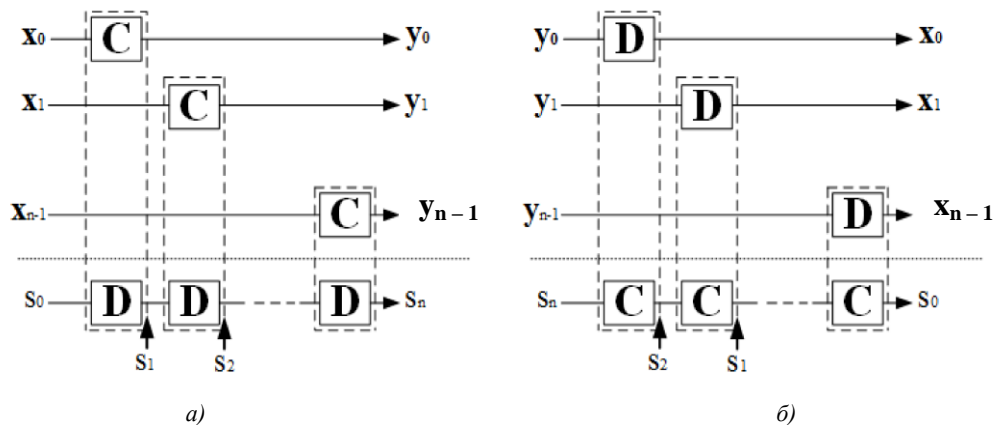 x₀ C y₀ y₀ D x₀
x₁ C y₁ y₁ D x₁
xₙ₋₁ C yₙ₋₁ yₙ₋₁ D xₙ₋₁
s₀ D D D sₙ sₙ C C C s₀
s₁ s₂ s₂ s₁
а) б)